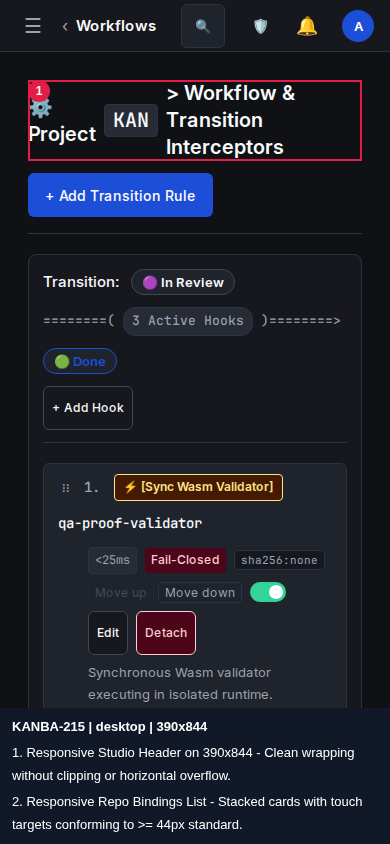 ☰ ‹ Workflows 🔍 🛡️ 🔔 A
1
⚙️ Project KAN > Workflow & Transition Interceptors
+ Add Transition Rule
Transition: 🟣 In Review
========( 3 Active Hooks )========>
🟢 Done
+ Add Hook
⠿ 1. ⚡ [Sync Wasm Validator]
qa-proof-validator
<25ms Fail-Closed sha256:none
Move up Move down
Edit Detach
Synchronous Wasm validator
executing in isolated runtime.
KANBA-215 | desktop | 390x844
1. Responsive Studio Header on 390x844 - Clean wrapping
without clipping or horizontal overflow.
2. Responsive Repo Bindings List - Stacked cards with touch
targets conforming to >= 44px standard.